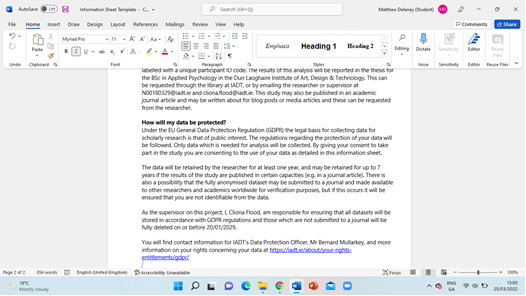 AutoSave Off Information Sheet Template - C...
Search (Alt+Q)
Matthew Delaney (Student) MD
File Home Insert Draw Design Layout References Mailings Review View Help Comments Share
Paste
Myriad Pro 11
Emphasis Heading 1 Heading 2
Editing Dictate Sensitivity Editor Reuse Files
Clipboard Font Paragraph Styles Voice Sensitivity Editor Reuse Files
labelled with a unique participant ID code. The results of this analysis will be reported in the thesis for
the BSc in Applied Psychology in the Dun Laoghaire Institute of Art, Design & Technology. This can
be requested through the library at IADT, or by emailing the researcher or supervisor at
N00180329@iadt.ie and cliona.flood@iadt.ie. This study may also be published in an academic
journal article and may be written about for blog posts or media articles and these can be requested
from the researcher.
How will my data be protected?
Under the EU General Data Protection Regulation (GDPR) the legal basis for collecting data for
scholarly research is that of public interest. The regulations regarding the protection of your data will
be followed. Only data which is needed for analysis will be collected. By giving your consent to take
part in the study you are consenting to the use of your data as detailed in this information sheet.
The data will be retained by the researcher for at least one year, and may be retained for up to 7
years if the results of the study are published in certain capacities (e.g. in a journal article). There is
also a possibility that the fully anonymised dataset may be submitted to a journal and made available
to other researchers and academics worldwide for verification purposes, but if this occurs it will be
ensured that you are not identifiable from the data.
As the supervisor on this project, I, Cliona Flood, am responsible for ensuring that all datasets will be
stored in accordance with GDPR regulations and those which are not submitted to a journal will be
fully deleted on or before 20/01/2029.
You will find contact information for IADT's Data Protection Officer, Mr Bernard Mullarkey, and more
information on your rights concerning your data at https://iadt.ie/about/your-rights-
entitlements/gdpr/
Page 2 of 2 834 words English (United Kingdom) Accessibility: Unavailable Focus 100%
10°C
Mostly cloudy
ENG
GA
13:00
25/03/2022